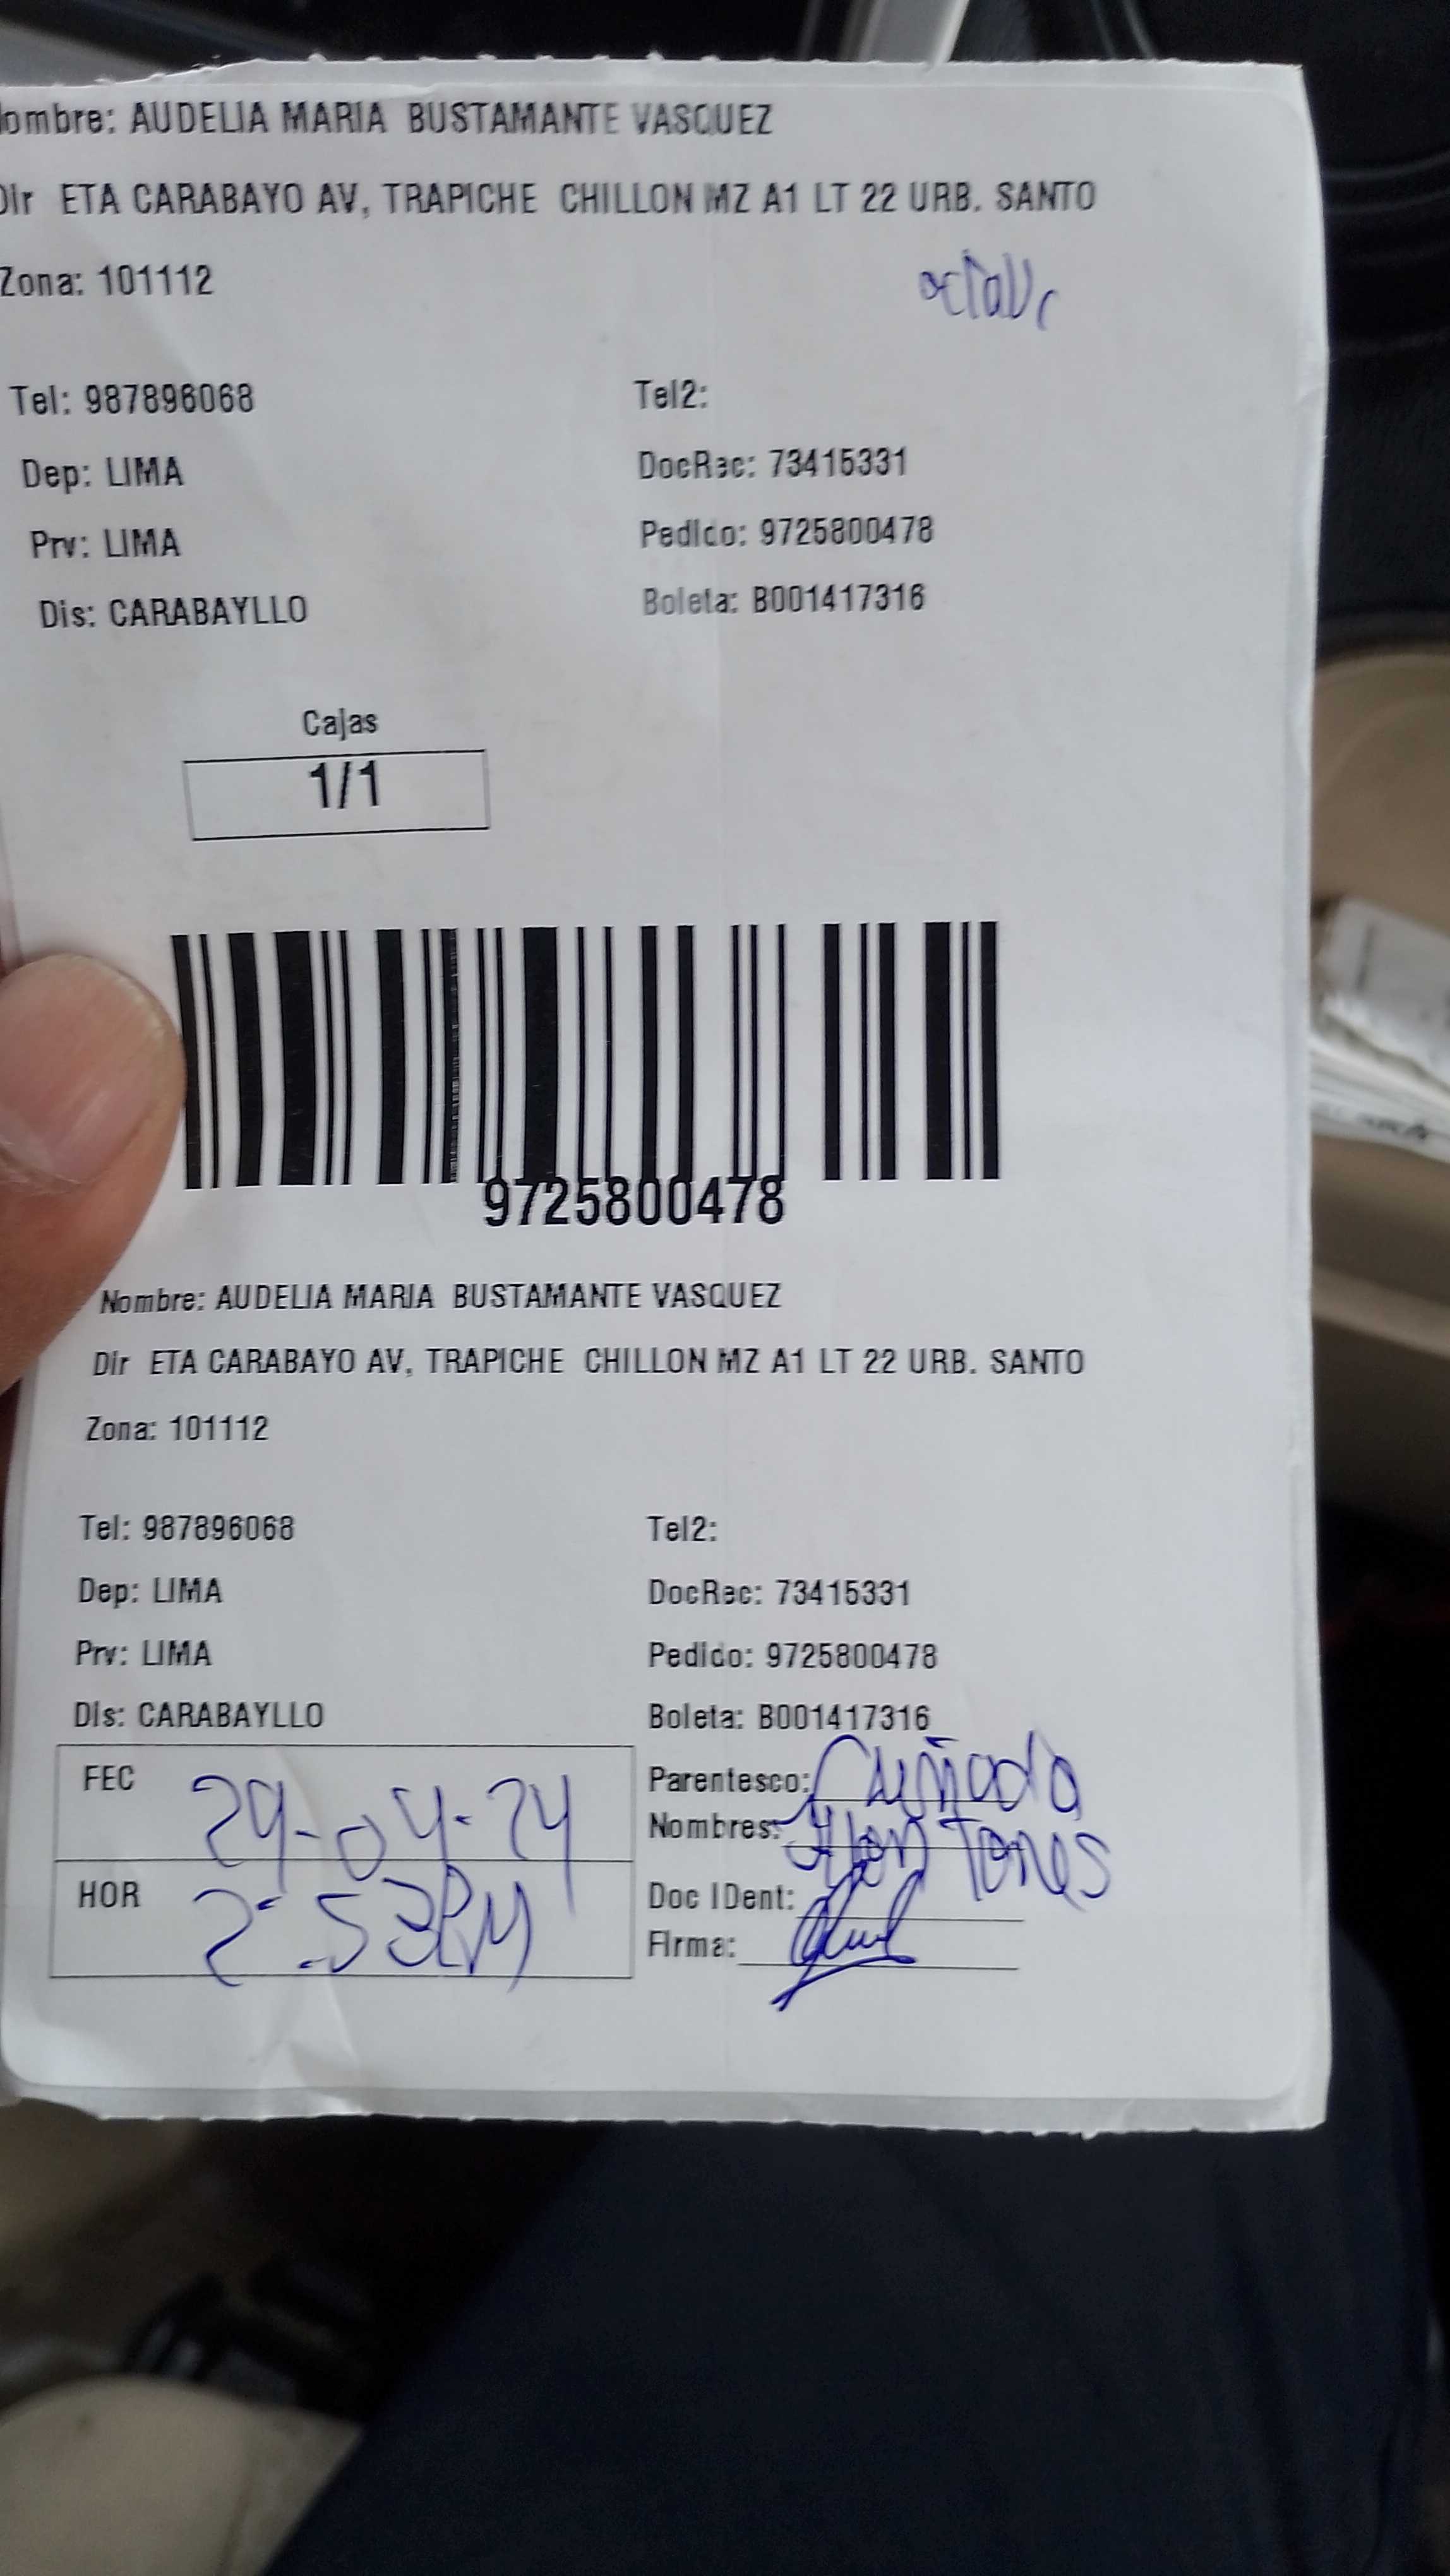 ombre: AUDELIA MARIA BUSTAMANTE VASQUEZ
Dir ETA CARABAYO AV, TRAPICHE CHILLON MZ A1 LT 22 URB. SANTO
Zona: 101112
Tel: 987896068 Tel2:
Dep: LIMA DocRec: 73415331
Prv: LIMA Pedido: 9725800478
Dis: CARABAYLLO Boleta: B001417316
Cajas
1/1
9725800478
Nombre: AUDELIA MARIA BUSTAMANTE VASQUEZ
Dir ETA CARABAYO AV, TRAPICHE CHILLON MZ A1 LT 22 URB. SANTO
Zona: 101112
Tel: 987896068 Tel2:
Dep: LIMA DocRec: 73415331
Prv: LIMA Pedido: 9725800478
Dis: CARABAYLLO Boleta: B001417316
FEC 29-04-24 Parentesco: Cuñada
Nombres: Torres
HOR 2:53PM Doc IDent:
Firma: